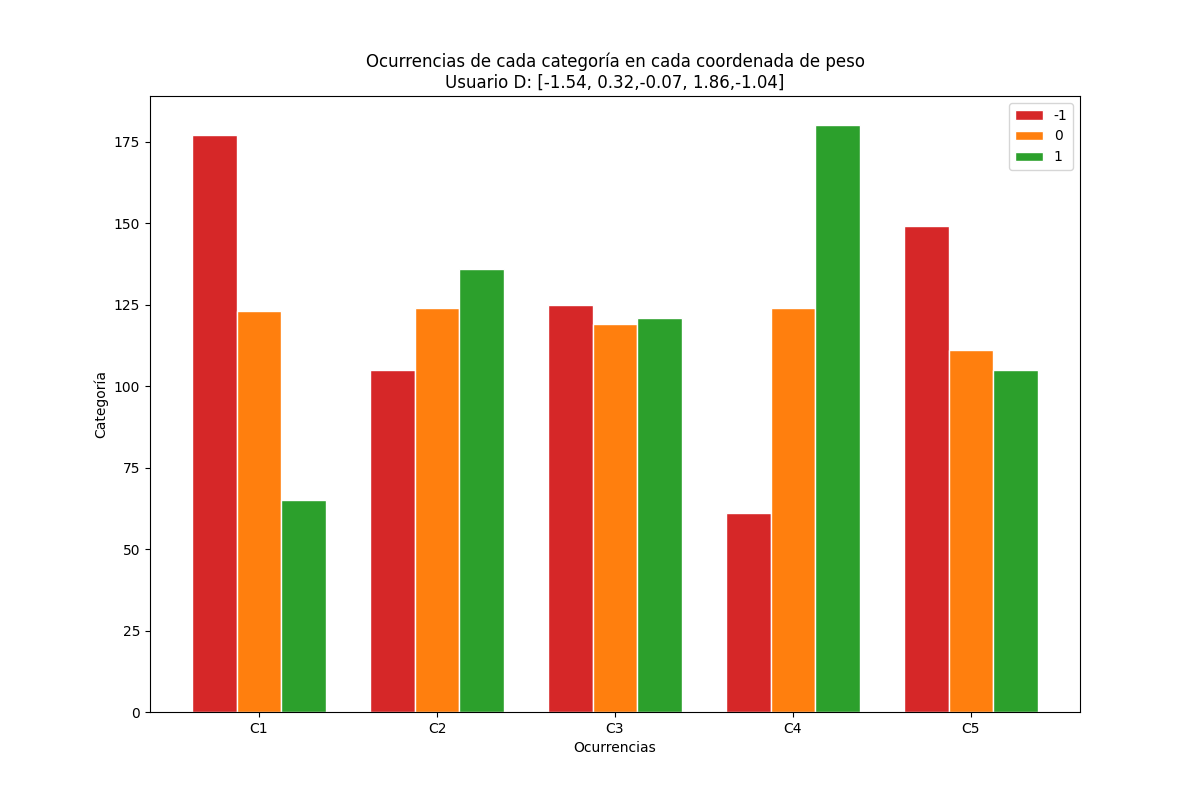 Ocurrencias de cada categoría en cada coordenada de peso
Usuario D: [-1.54, 0.32,-0.07, 1.86,-1.04]
-1
0
1
175
150
125
100
75
50
25
0
Categoría
C1 C2 C3 C4 C5
Ocurrencias